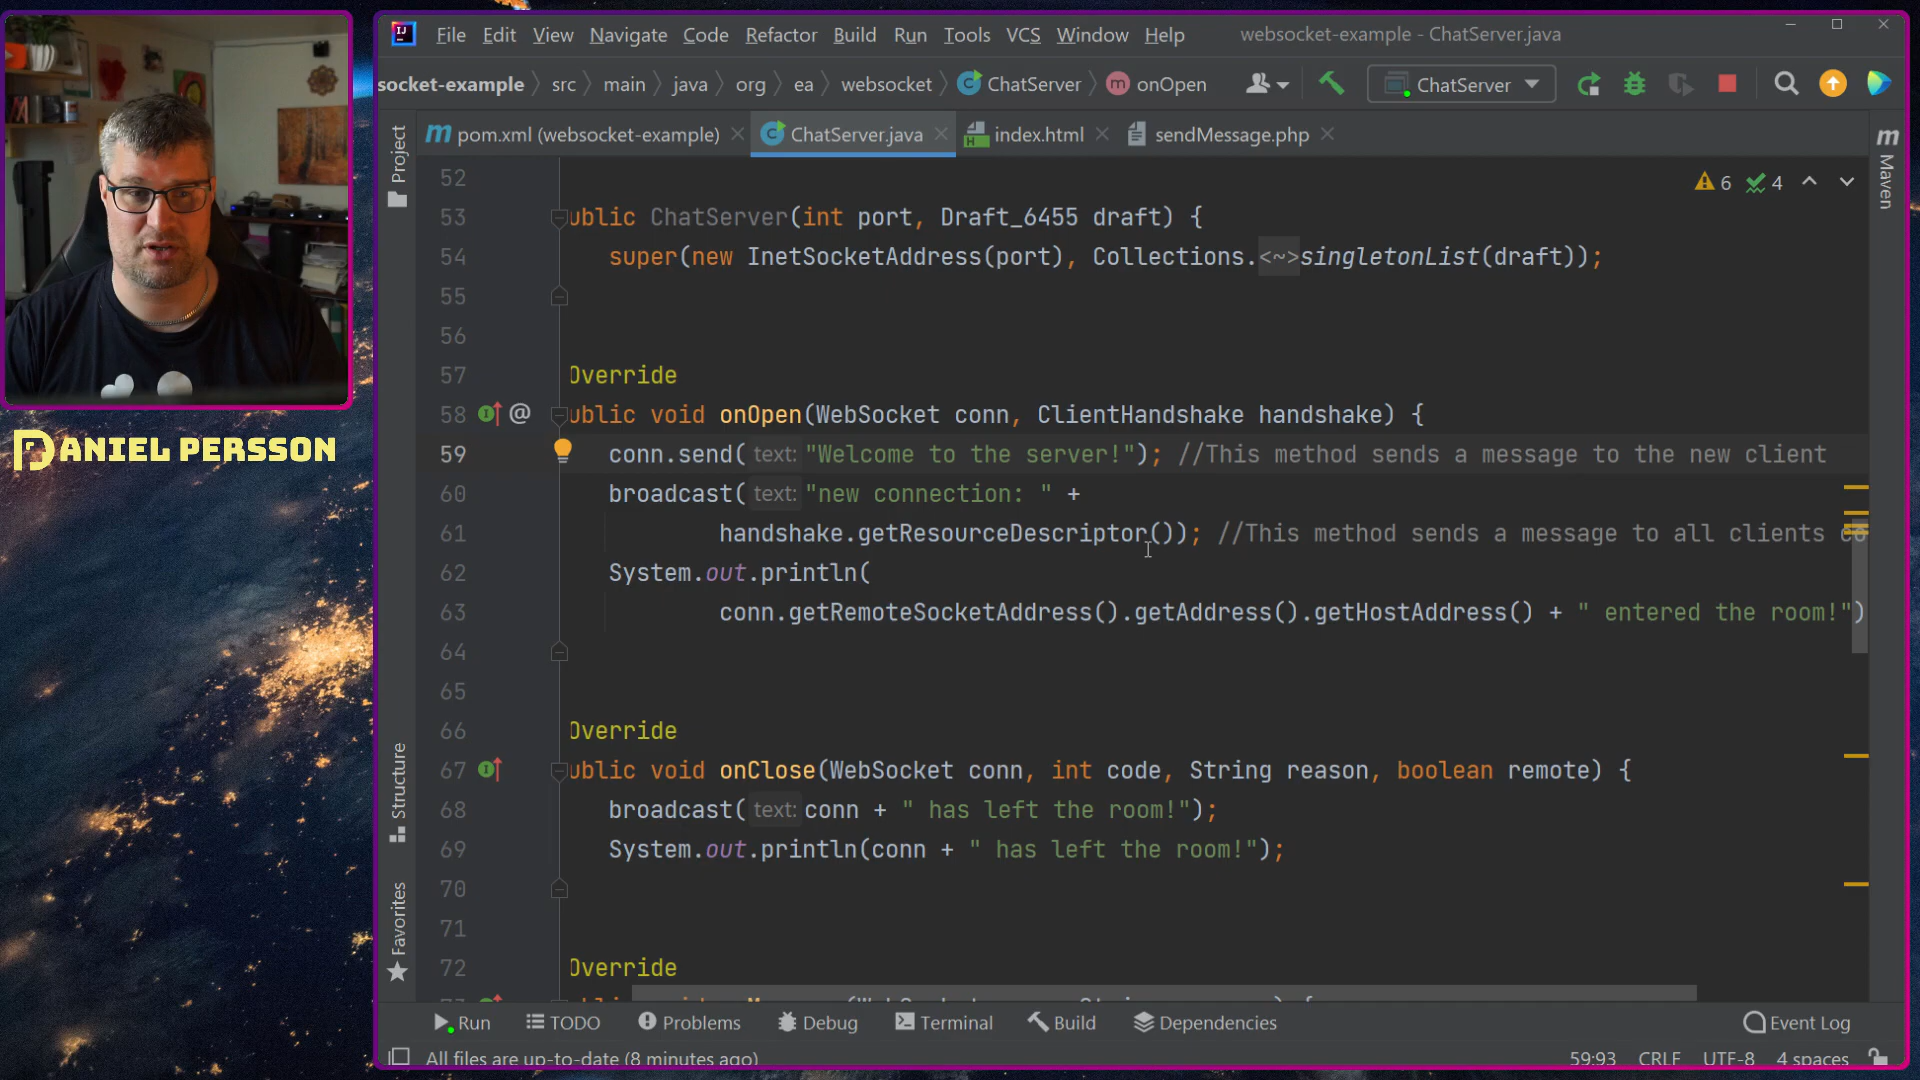 File Edit View Navigate Code Refactor Build Run Tools VCS Window Help websocket-example - ChatServer.java
socket-example src main java org ea websocket ChatServer onOpen ChatServer
pom.xml (websocket-example) ChatServer.java index.html sendMessage.php
Project
Maven
6 4
52
53 ublic ChatServer(int port, Draft_6455 draft) {
54 super(new InetSocketAddress(port), Collections.<~>singletonList(draft));
55
56
57 Override
58 ublic void onOpen(WebSocket conn, ClientHandshake handshake) {
59 conn.send( text: "Welcome to the server!"); //This method sends a message to the new client
60 broadcast( text: "new connection: " +
61 handshake.getResourceDescriptor()); //This method sends a message to all clients co
62 System.out.println(
63 conn.getRemoteSocketAddress().getAddress().getHostAddress() + " entered the room!")
64
65
66 Override
67 ublic void onClose(WebSocket conn, int code, String reason, boolean remote) {
68 broadcast( text: conn + " has left the room!");
69 System.out.println(conn + " has left the room!");
70
71
72 Override
DANIEL PERSSON
Structure
Favorites
Run TODO Problems Debug Terminal Build Dependencies Event Log
All files are up-to-date (8 minutes ago) 59:93 CRLF UTF-8 4 spaces